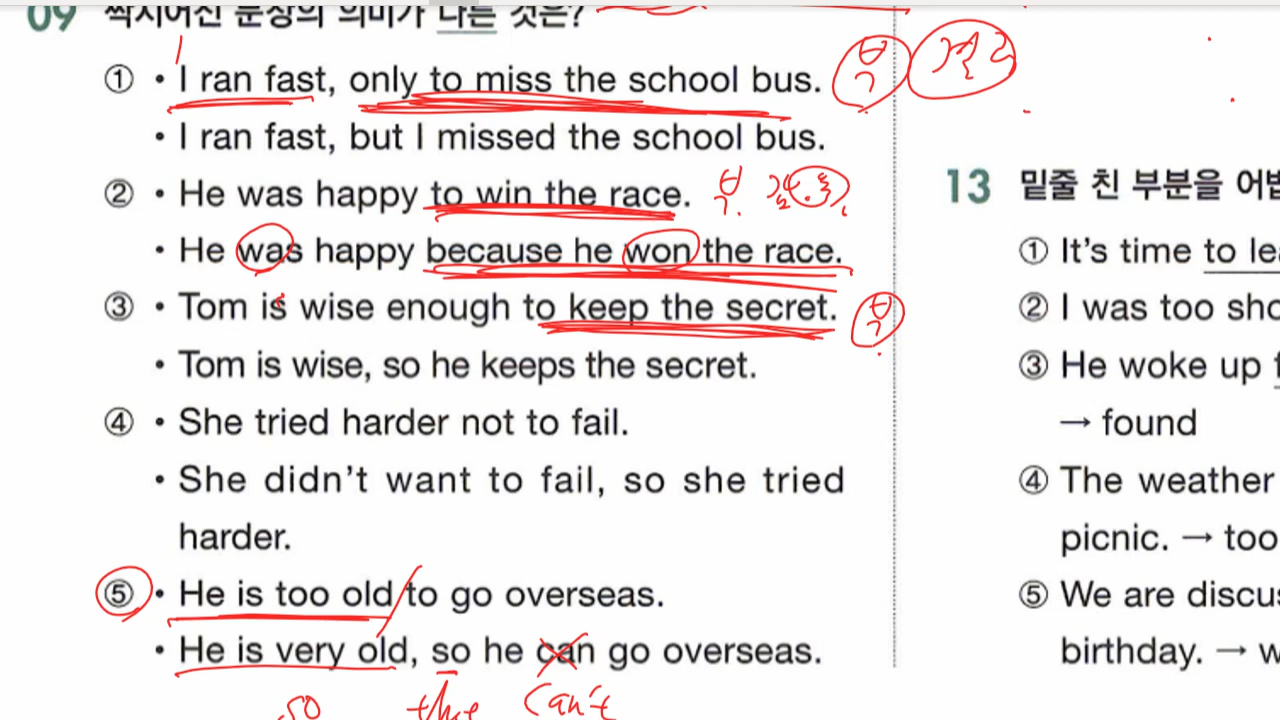 09 짝지어진 문장의 의미가 다른 것은?
① • I ran fast, only to miss the school bus. 부 결과
• I ran fast, but I missed the school bus.
② • He was happy to win the race. 부. 감.
• He was happy because he won the race.
③ • Tom is wise enough to keep the secret. 부
• Tom is wise, so he keeps the secret.
④ • She tried harder not to fail.
• She didn't want to fail, so she tried
harder.
⑤ • He is too old to go overseas.
• He is very old, so he can go overseas.
so that can't
13 밑줄 친 부분을 어법
① It's time to lea
② I was too sho
③ He woke up
→ found
④ The weather
picnic. → too
⑤ We are discus
birthday. → w